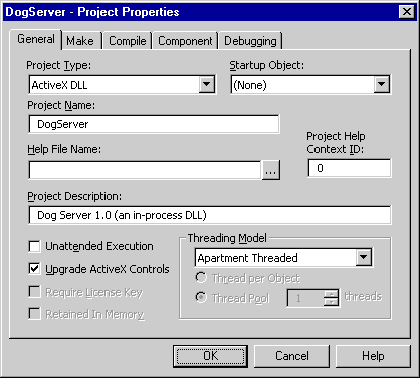 DogServer - Project Properties
General Make Compile Component Debugging
Project Type: Startup Object:
ActiveX DLL (None)
Project Name:
DogServer
Help File Name: Project Help Context ID:
... 0
Project Description:
Dog Server 1.0 (an in-process DLL)
Unattended Execution
Upgrade ActiveX Controls
Require License Key
Retained In Memory
Threading Model
Apartment Threaded
Thread per Object
Thread Pool 1 threads
OK Cancel Help